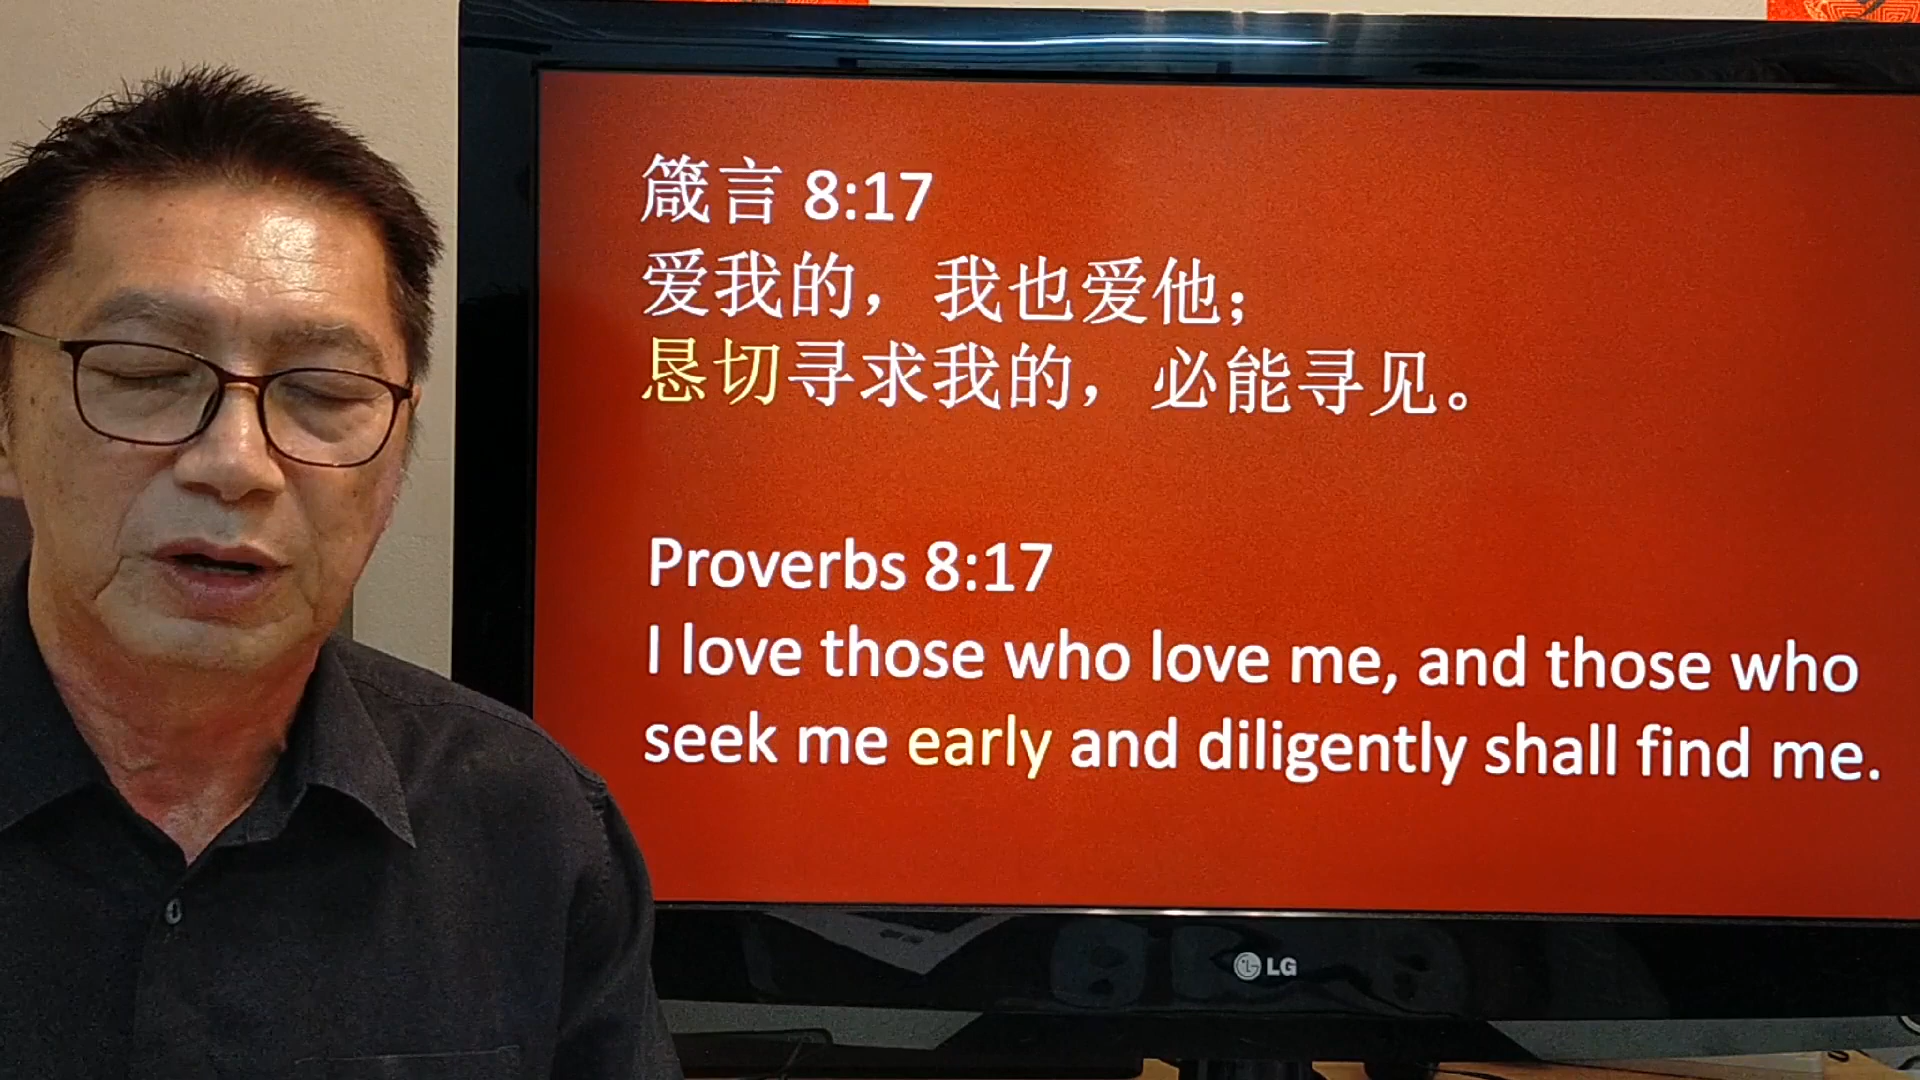 箴言 8:17
爱我的，我也爱他；
恳切寻求我的，必能寻见。
Proverbs 8:17
I love those who love me, and those who
seek me early and diligently shall find me.
LG